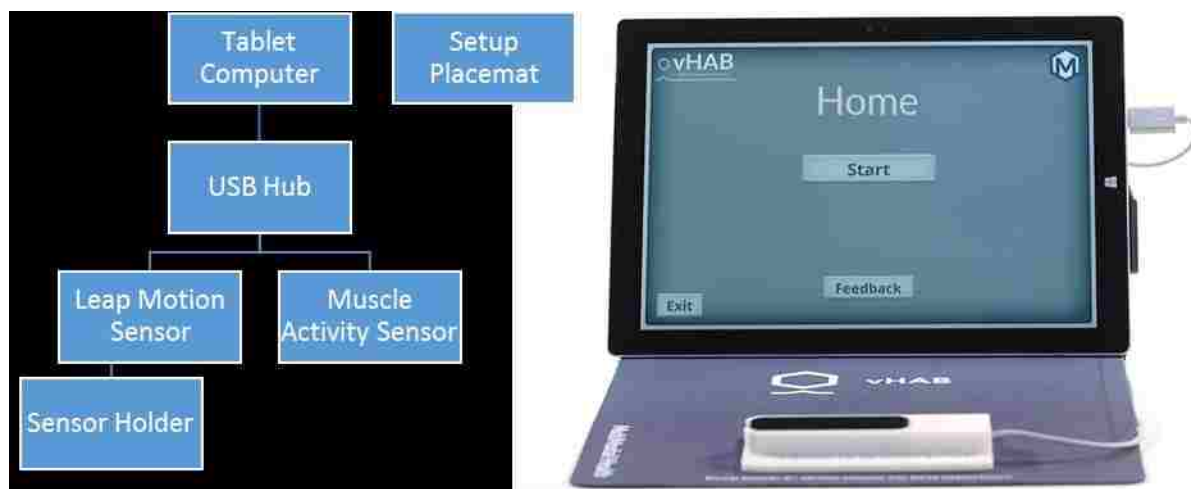 Tablet
Computer
Setup
Placemat
USB Hub
Leap Motion
Sensor
Muscle
Activity Sensor
Sensor Holder
vHAB
Home
Start
Feedback
Exit
vHAB